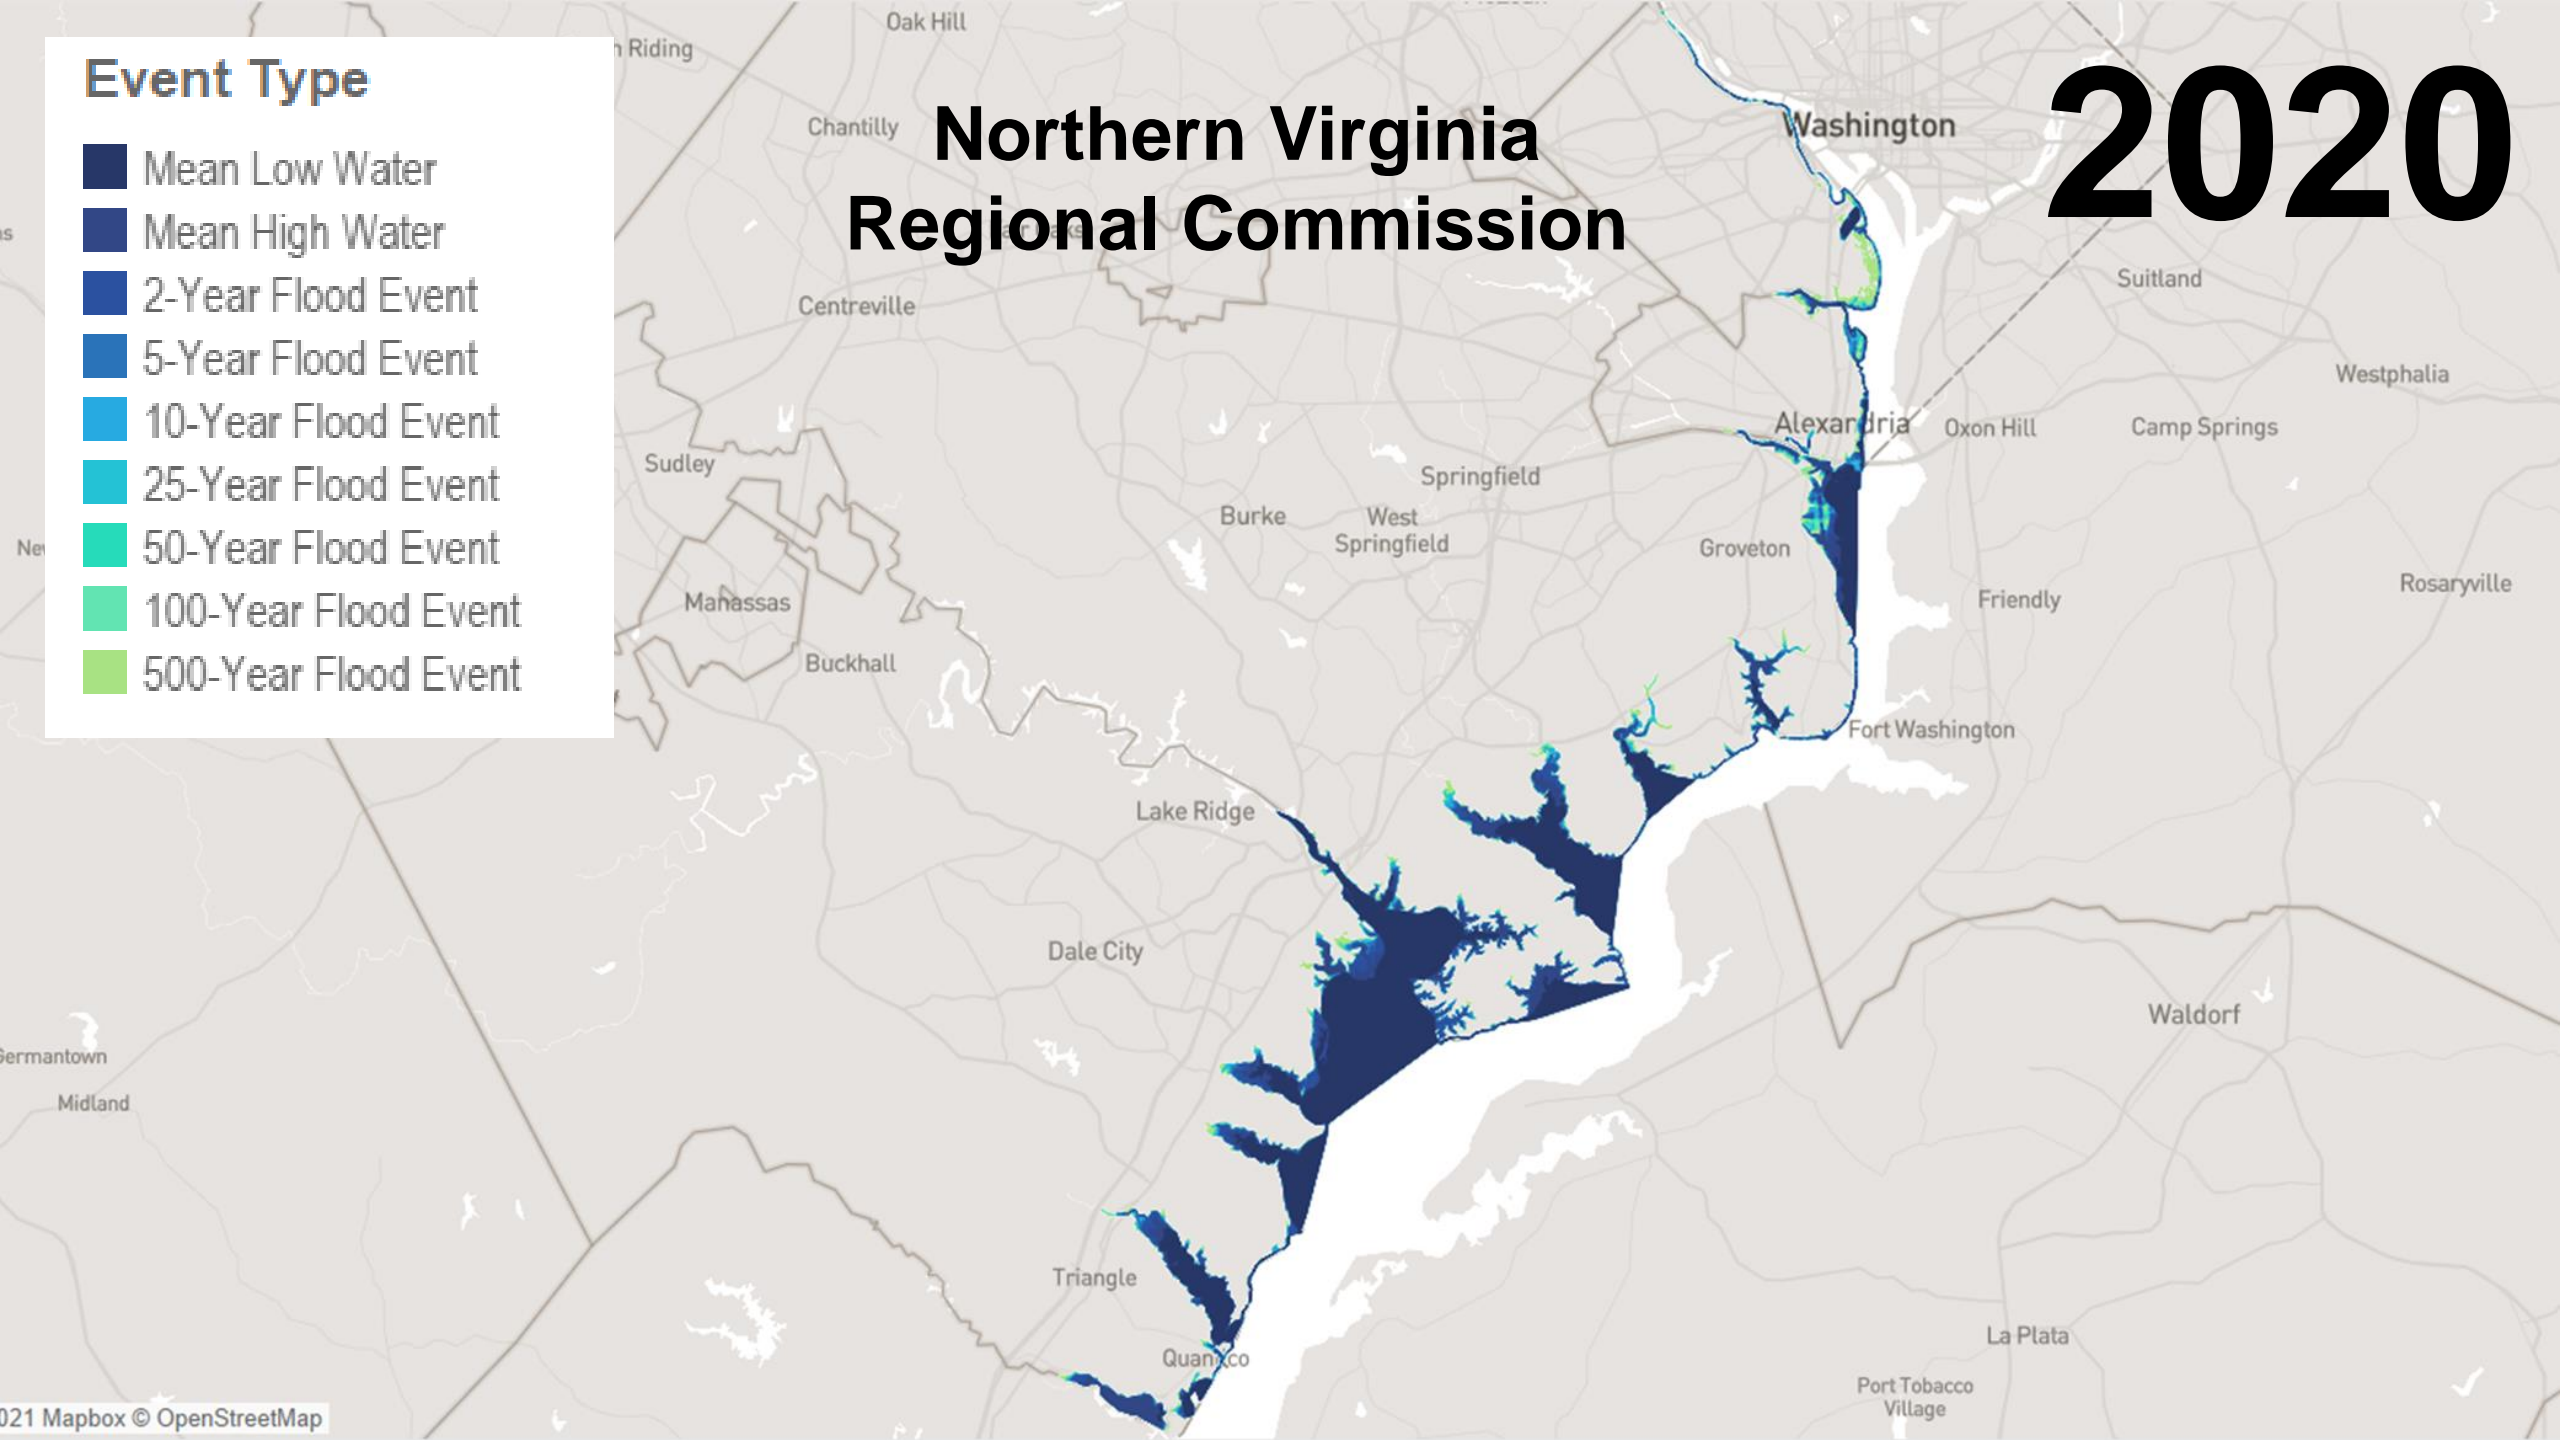 Oak Hill
h Riding
Event Type
2020
Northern Virginia
Regional Commission
Chantilly
Washington
Mean Low Water
Mean High Water
2-Year Flood Event
5-Year Flood Event
10-Year Flood Event
25-Year Flood Event
50-Year Flood Event
100-Year Flood Event
500-Year Flood Event
Centreville
Suitland
Westphalia
Alexandria
Oxon Hill
Camp Springs
Sudley
Springfield
Burke
West
Springfield
Groveton
Manassas
Friendly
Rosaryville
Buckhall
Fort Washington
Lake Ridge
Dale City
Waldorf
Germantown
Midland
Triangle
Quantico
La Plata
Port Tobacco
Village
021 Mapbox © OpenStreetMap